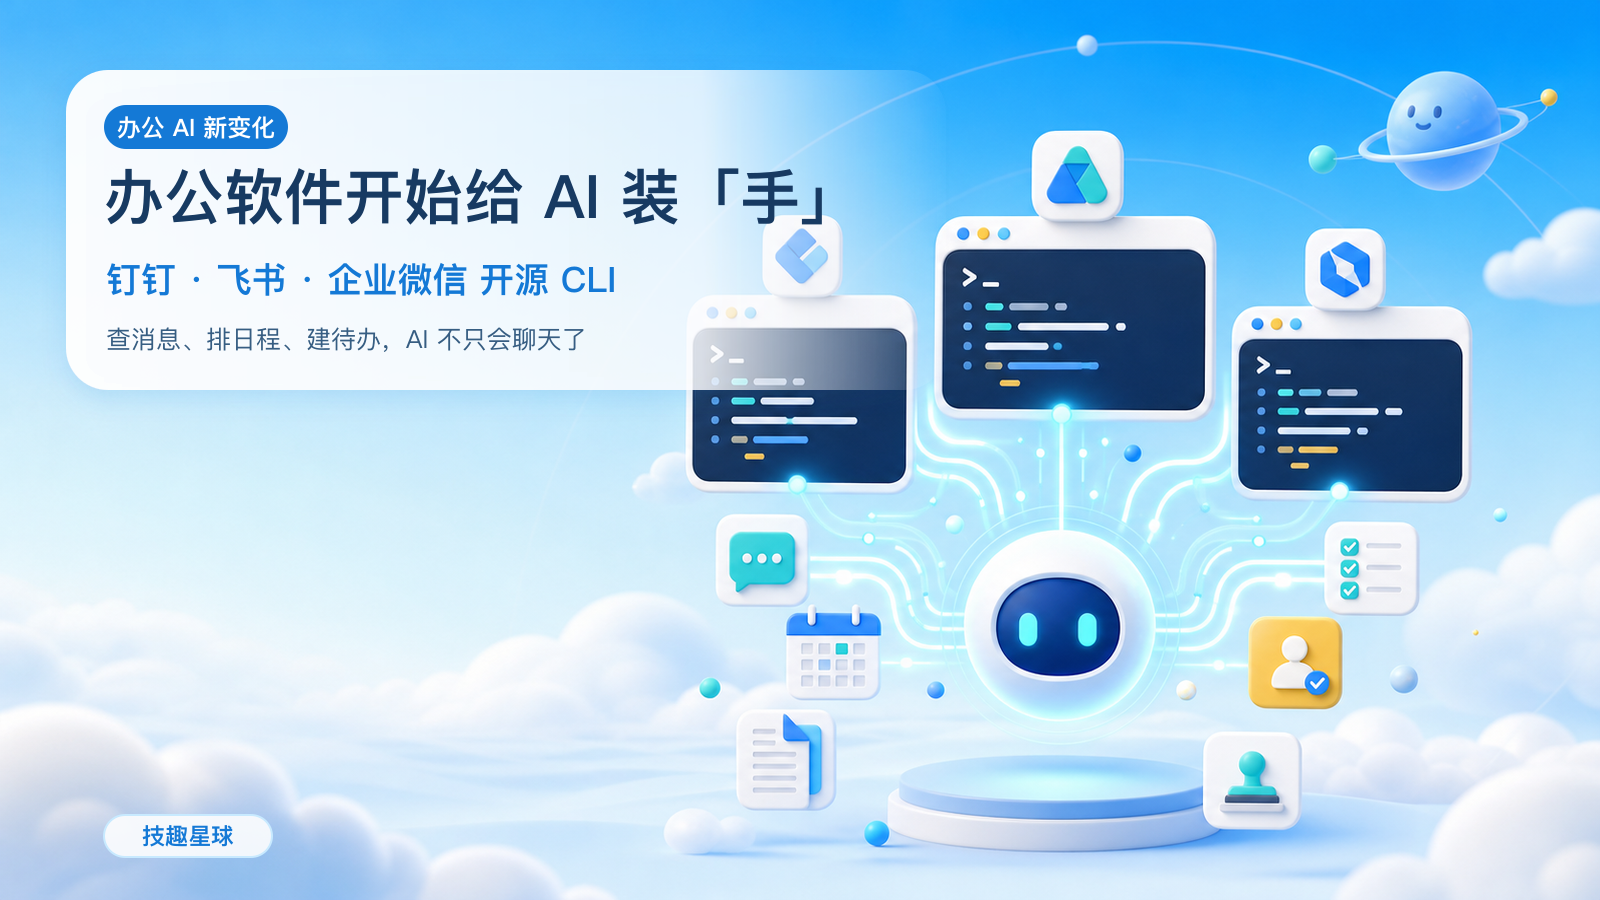 办公 AI 新变化
办公软件开始给 AI 装「手」
钉钉 · 飞书 · 企业微信 开源 CLI
查消息、排日程、建待办，AI 不只会聊天了
>_
>_
>_
技趣星球